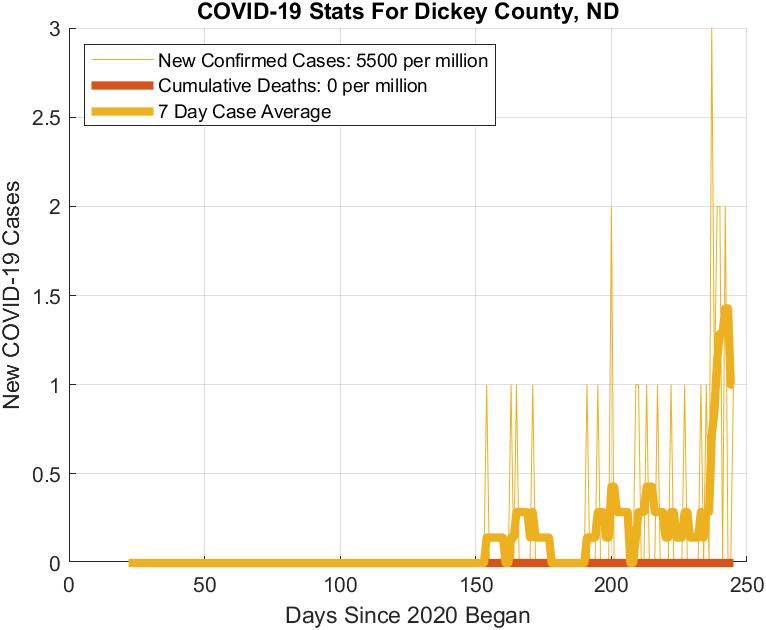 COVID-19 Stats For Dickey County, ND
New Confirmed Cases: 5500 per million
Cumulative Deaths: 0 per million
7 Day Case Average
New COVID-19 Cases
3
2.5
2
1.5
1
0.5
0
0 50 100 150 200 250
Days Since 2020 Began